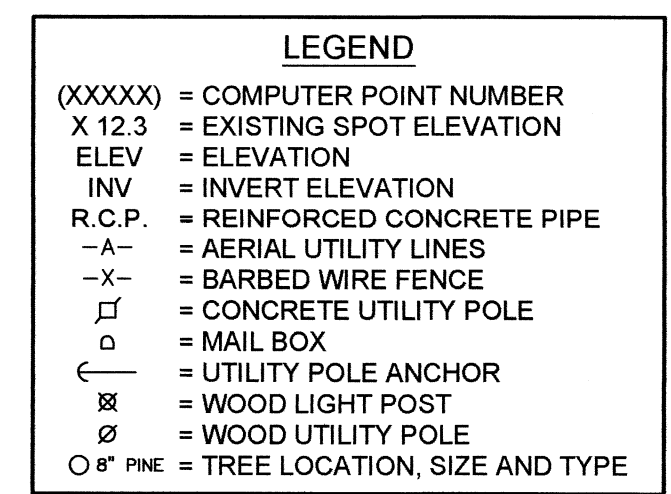 LEGEND
(XXXXX) = COMPUTER POINT NUMBER
X 12.3 = EXISTING SPOT ELEVATION
ELEV = ELEVATION
INV = INVERT ELEVATION
R.C.P. = REINFORCED CONCRETE PIPE
—A— = AERIAL UTILITY LINES
—X— = BARBED WIRE FENCE
= CONCRETE UTILITY POLE
= MAIL BOX
= UTILITY POLE ANCHOR
= WOOD LIGHT POST
= WOOD UTILITY POLE
8" PINE = TREE LOCATION, SIZE AND TYPE